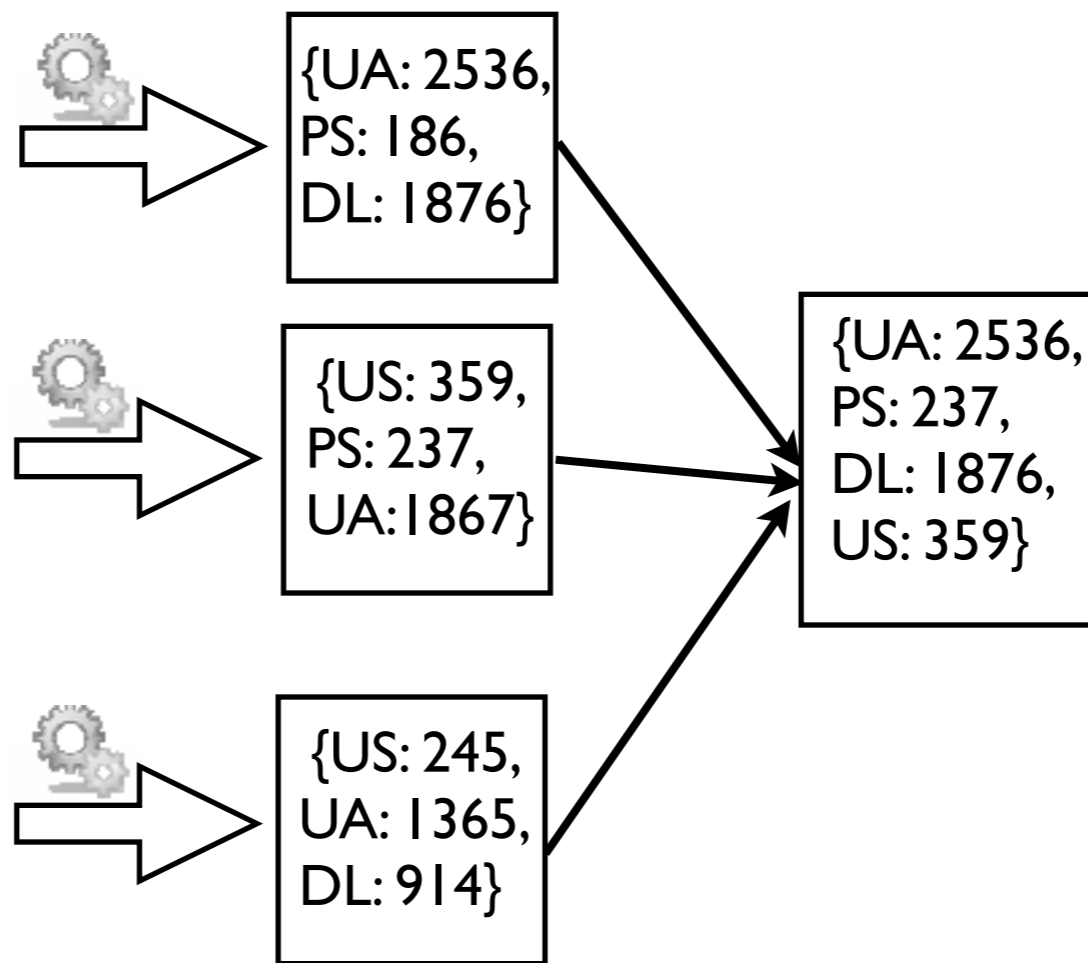 {UA: 2536,
PS: 186,
DL: 1876}
{US: 359,
PS: 237,
UA:1867}
{US: 245,
UA: 1365,
DL: 914}
{UA: 2536,
PS: 237,
DL: 1876,
US: 359}